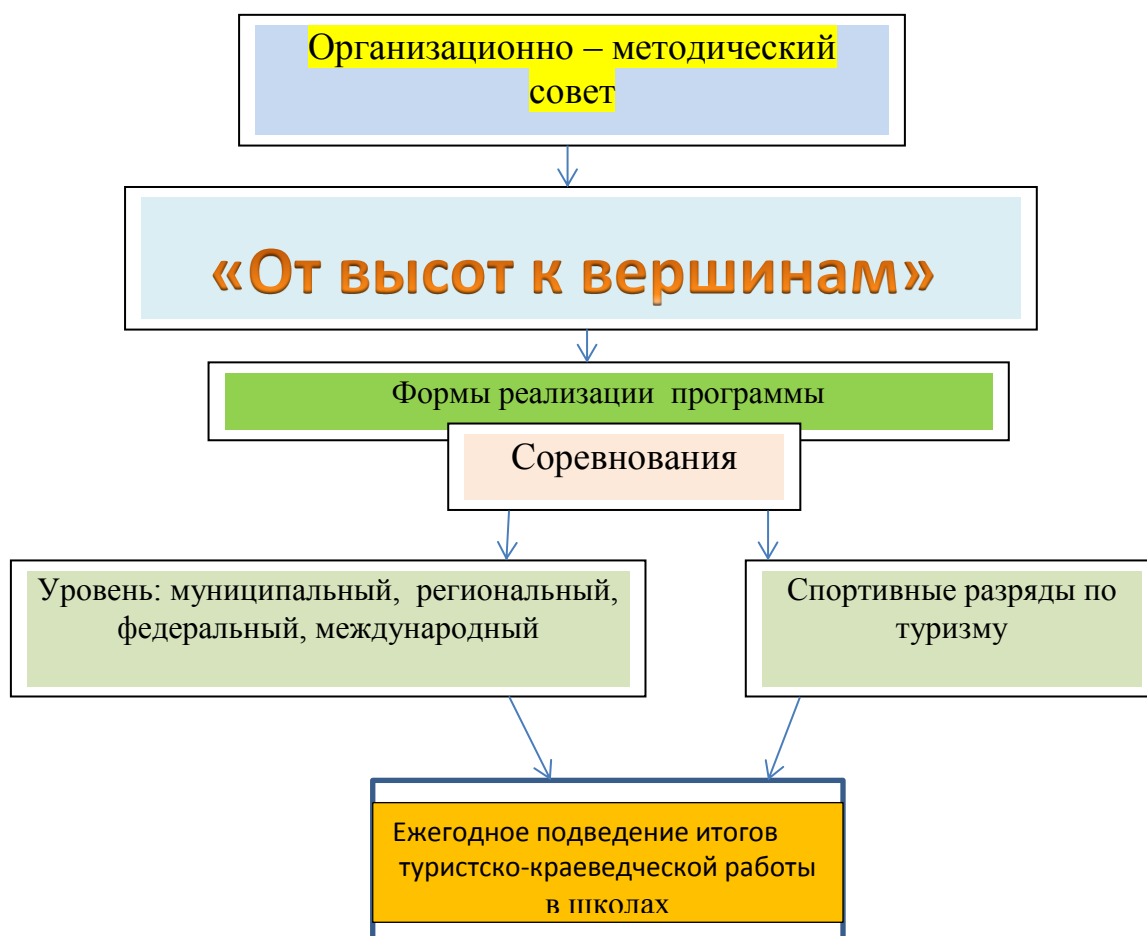 Организационно – методический
совет
«От высот к вершинам»
Формы реализации  программы
Соревнования
Уровень: муниципальный,  региональный,
федеральный, международный
Спортивные разряды по
туризму
Ежегодное подведение итогов
туристско-краеведческой работы
в школах